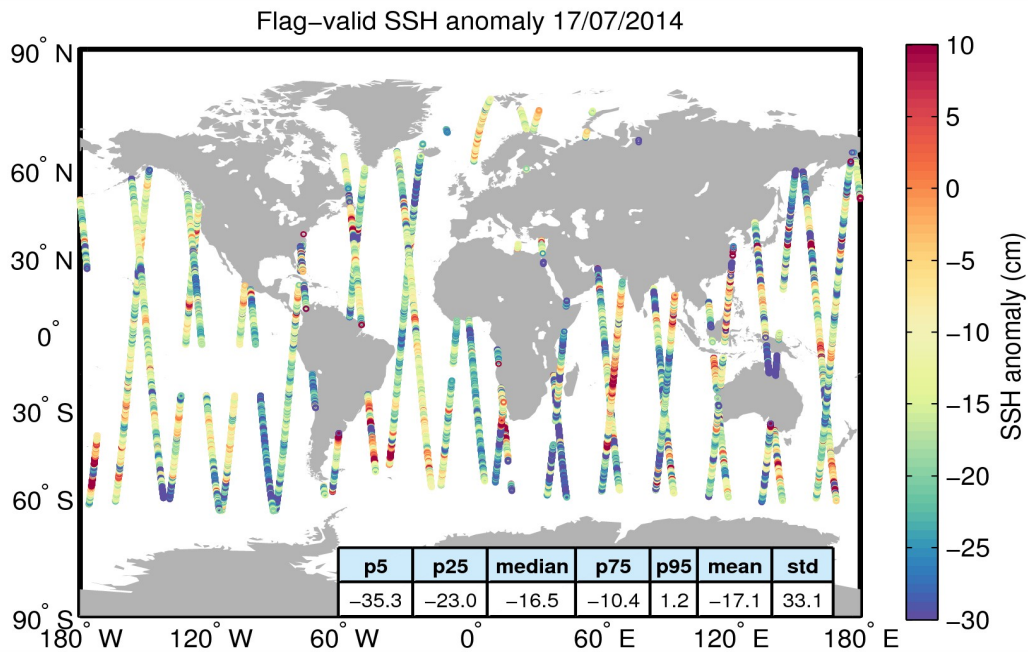 Flag−valid SSH anomaly 17/07/2014
90° N
60° N
30° N
0°
30° S
60° S
90° S
180° W
120° W
60° W
0°
60° E
120° E
180° E
p5 p25 median p75 p95 mean std
−35.3 −23.0 −16.5 −10.4 1.2 −17.1 33.1
10
5
0
−5
−10
−15
−20
−25
−30
SSH anomaly (cm)